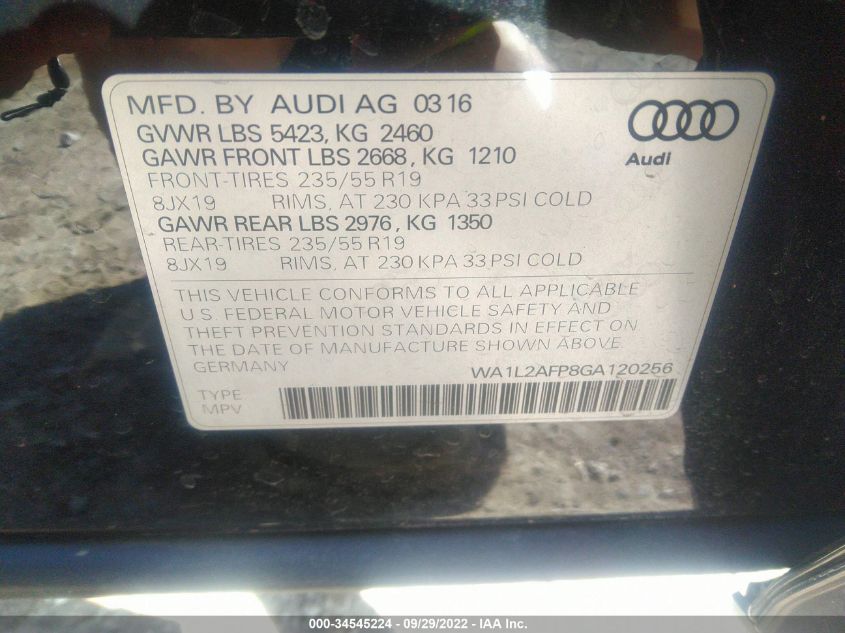 MFD. BY AUDI AG 03 16
GVWR LBS 5423, KG 2460
GAWR FRONT LBS 2668, KG 1210
FRONT-TIRES 235/55 R19
8JX19 RIMS, AT 230 KPA 33 PSI COLD
GAWR REAR LBS 2976, KG 1350
REAR-TIRES 235/55 R19
8JX19 RIMS, AT 230 KPA 33 PSI COLD
Audi
THIS VEHICLE CONFORMS TO ALL APPLICABLE
U.S. FEDERAL MOTOR VEHICLE SAFETY AND
THEFT PREVENTION STANDARDS IN EFFECT ON
THE DATE OF MANUFACTURE SHOWN ABOVE
GERMANY WA1L2AFP8GA120256
TYPE
MPV
000-34545224 - 09/29/2022 - IAA Inc.